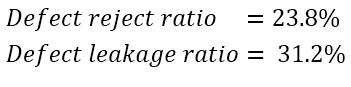 Defect reject ratio = 23.8%
Defect leakage ratio = 31.2%